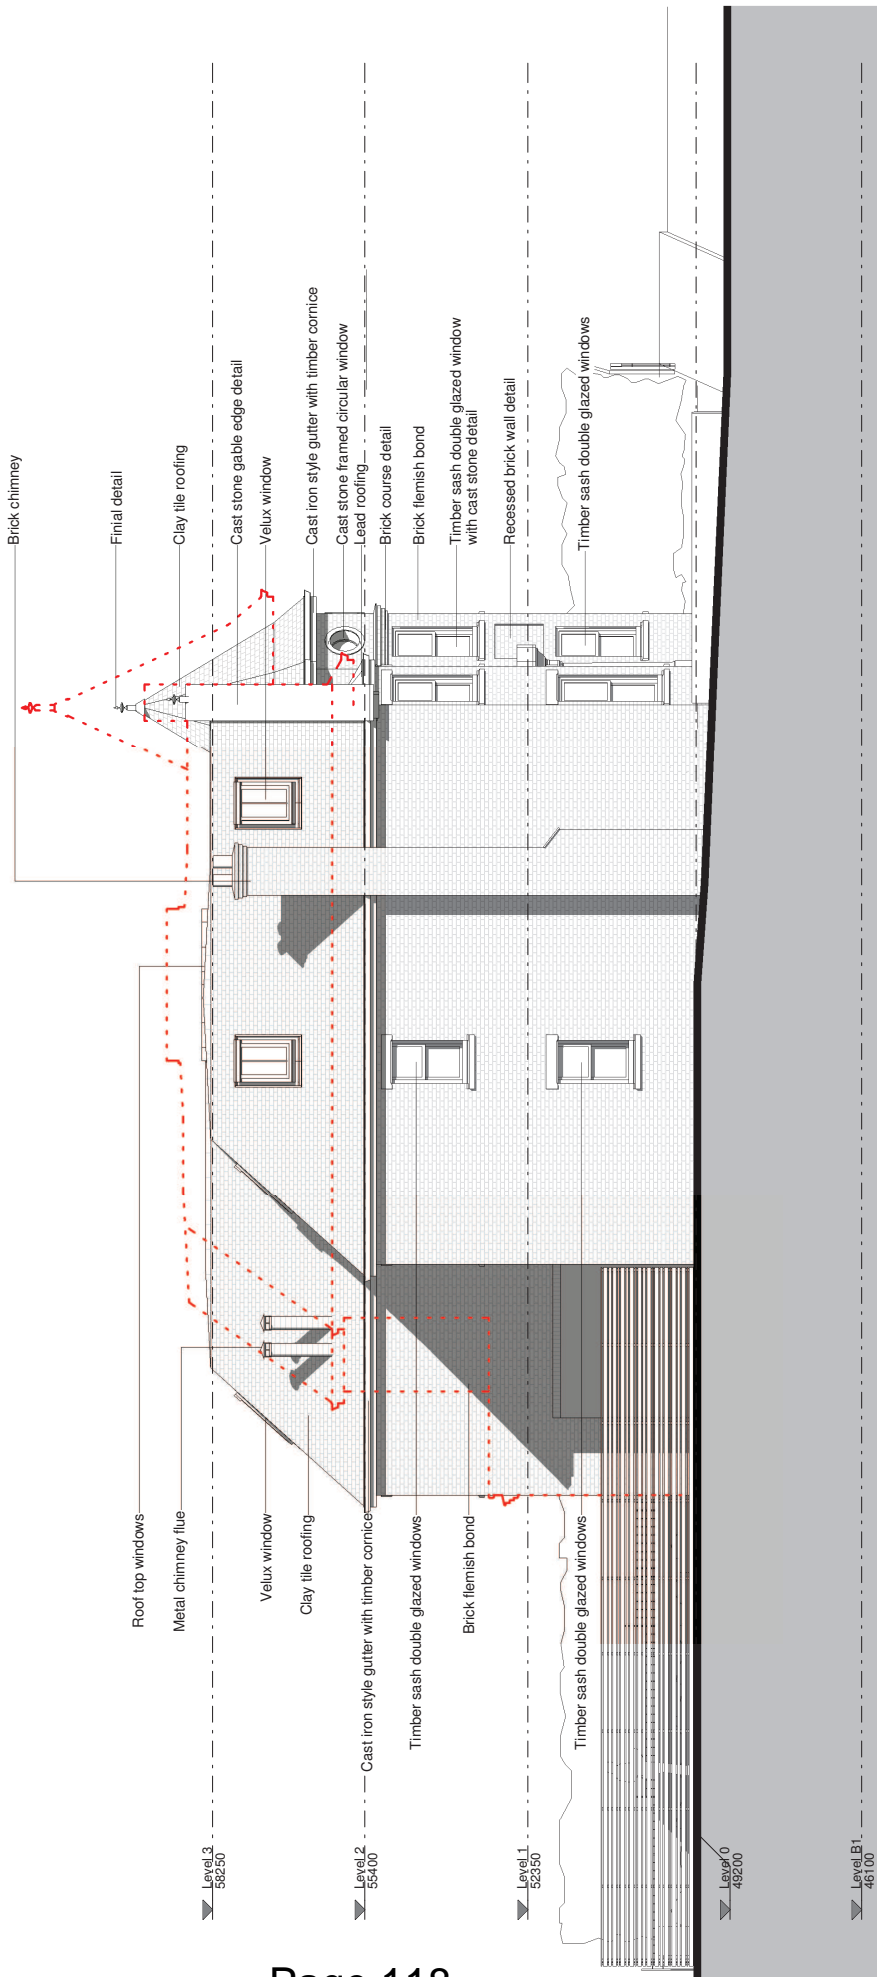 Brick chimney
Finial detail
Clay tile roofing
Cast stone gable edge detail
Velux window
Cast iron style gutter with timber cornice
Cast stone framed circular window
Lead roofing
Brick course detail
Brick flemish bond
Timber sash double glazed window
with cast stone detail
Recessed brick wall detail
Timber sash double glazed windows
Roof top windows
Metal chimney flue
Velux window
Clay tile roofing
Cast iron style gutter with timber cornice
Timber sash double glazed windows
Brick flemish bond
Timber sash double glazed windows
Level 3
58250
Level 2
55400
Level 1
52350
Level 0
49200
Level B1
46100
Page 118